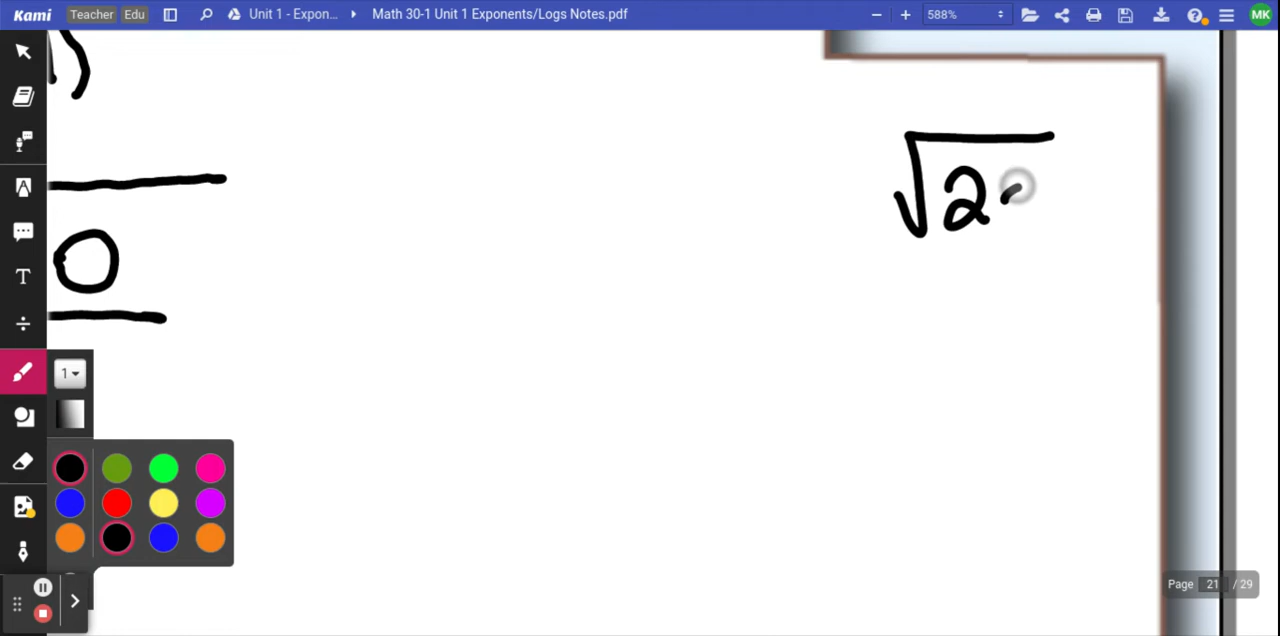 Kami Teacher Edu Unit 1 - Expon... Math 30-1 Unit 1 Exponents/Logs Notes.pdf 588% MK
)
0
√2
1
Page 21 / 29